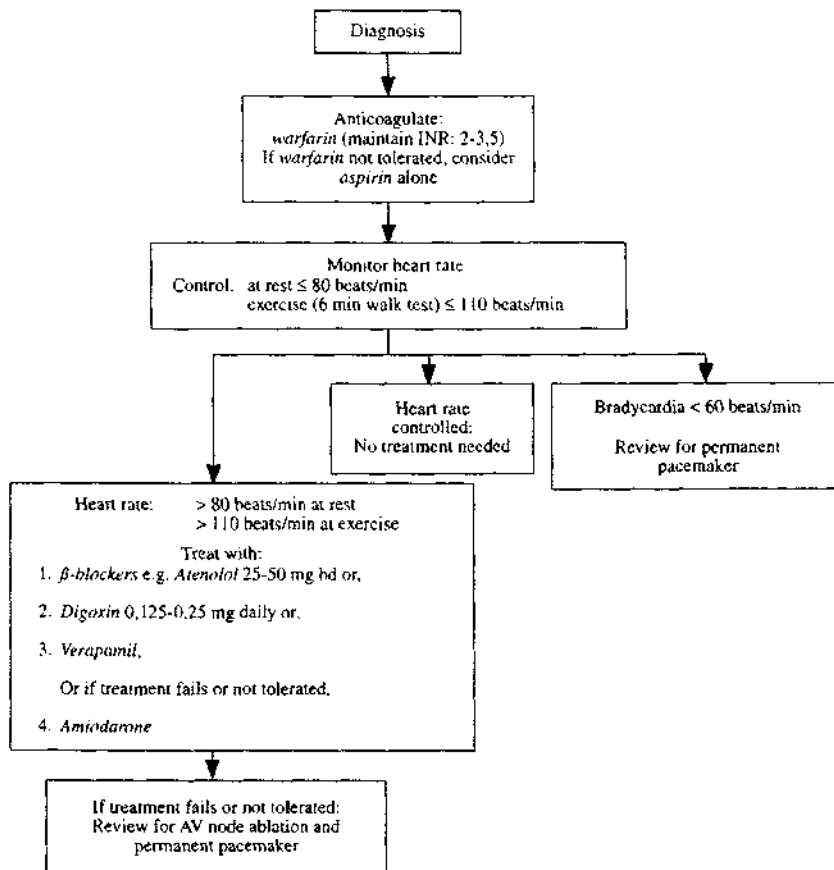 Diagnosis
Anticoagulate:
warfarin (maintain INR: 2-3,5)
If warfarin not tolerated, consider
aspirin alone
Monitor heart rate
Control. at rest ≤ 80 beats/min
exercise (6 min walk test) ≤ 110 beats/min
Heart rate
controlled:
No treatment needed
Bradycardia < 60 beats/min
Review for permanent
pacemaker
Heart rate: > 80 beats/min at rest
> 110 beats/min at exercise
Treat with:
1. β-blockers e.g. Atenolol 25-50 mg bd or,
2. Digoxin 0,125-0,25 mg daily or,
3. Verapamil,
Or if treatment fails or not tolerated,
4. Amiodarone
If treatment fails or not tolerated:
Review for AV node ablation and
permanent pacemaker